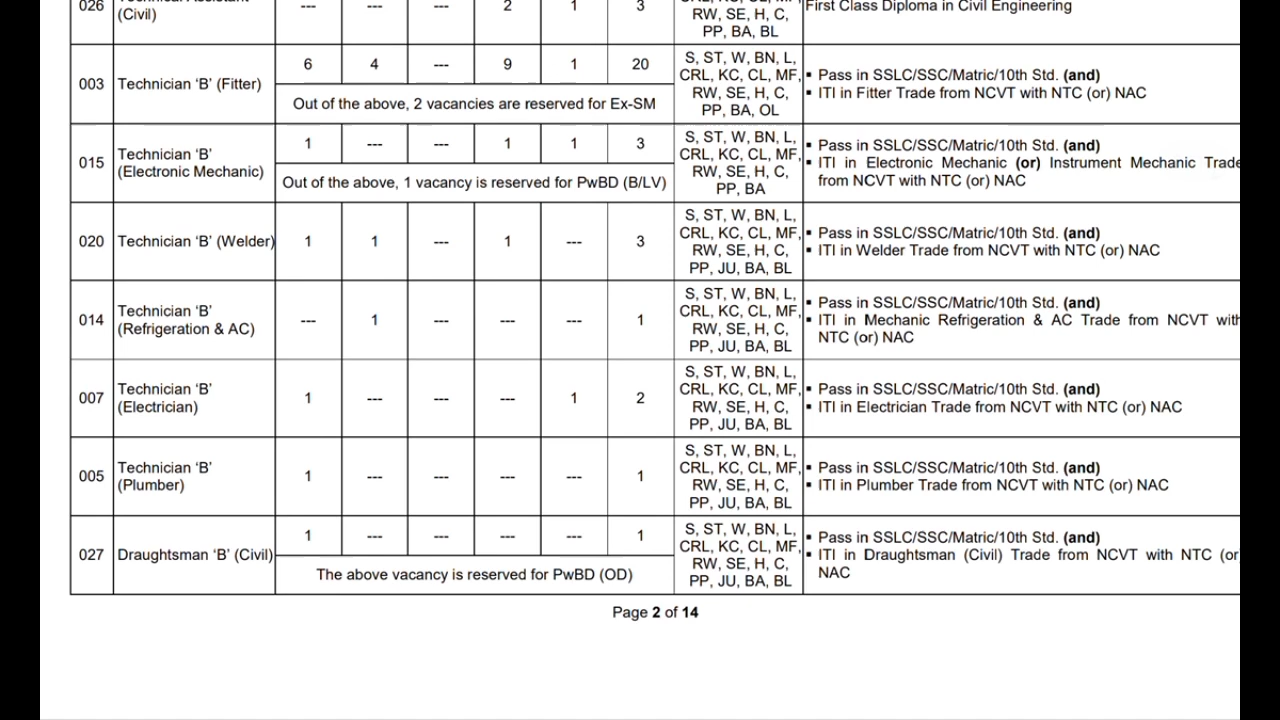 026 Technical Assistant (Civil) --- --- --- 2 1 3 First Class Diploma in Civil Engineering
RW, SE, H, C,
PP, BA, BL
003 Technician ‘B’ (Fitter) 6 4 --- 9 1 20
Out of the above, 2 vacancies are reserved for Ex-SM
S, ST, W, BN, L,
CRL, KC, CL, MF,
RW, SE, H, C,
PP, BA, OL
▪ Pass in SSLC/SSC/Matric/10th Std. (and)
▪ ITI in Fitter Trade from NCVT with NTC (or) NAC
015 Technician ‘B’
(Electronic Mechanic)
1 --- --- 1 1 3
Out of the above, 1 vacancy is reserved for PwBD (B/LV)
S, ST, W, BN, L,
CRL, KC, CL, MF,
RW, SE, H, C,
PP, BA
▪ Pass in SSLC/SSC/Matric/10th Std. (and)
▪ ITI in Electronic Mechanic (or) Instrument Mechanic Trade
from NCVT with NTC (or) NAC
020 Technician ‘B’ (Welder) 1 1 --- 1 --- 3
S, ST, W, BN, L,
CRL, KC, CL, MF,
RW, SE, H, C,
PP, JU, BA, BL
▪ Pass in SSLC/SSC/Matric/10th Std. (and)
▪ ITI in Welder Trade from NCVT with NTC (or) NAC
014 Technician ‘B’
(Refrigeration & AC)
--- 1 --- --- --- 1
S, ST, W, BN, L,
CRL, KC, CL, MF,
RW, SE, H, C,
PP, JU, BA, BL
▪ Pass in SSLC/SSC/Matric/10th Std. (and)
▪ ITI in Mechanic Refrigeration & AC Trade from NCVT with
NTC (or) NAC
007 Technician ‘B’
(Electrician)
1 --- --- --- 1 2
S, ST, W, BN, L,
CRL, KC, CL, MF,
RW, SE, H, C,
PP, JU, BA, BL
▪ Pass in SSLC/SSC/Matric/10th Std. (and)
▪ ITI in Electrician Trade from NCVT with NTC (or) NAC
005 Technician ‘B’
(Plumber)
1 --- --- --- --- 1
S, ST, W, BN, L,
CRL, KC, CL, MF,
RW, SE, H, C,
PP, JU, BA, BL
▪ Pass in SSLC/SSC/Matric/10th Std. (and)
▪ ITI in Plumber Trade from NCVT with NTC (or) NAC
027 Draughtsman ‘B’ (Civil) 1 --- --- --- --- 1
The above vacancy is reserved for PwBD (OD)
S, ST, W, BN, L,
CRL, KC, CL, MF,
RW, SE, H, C,
PP, JU, BA, BL
▪ Pass in SSLC/SSC/Matric/10th Std. (and)
▪ ITI in Draughtsman (Civil) Trade from NCVT with NTC (or
NAC
Page 2 of 14